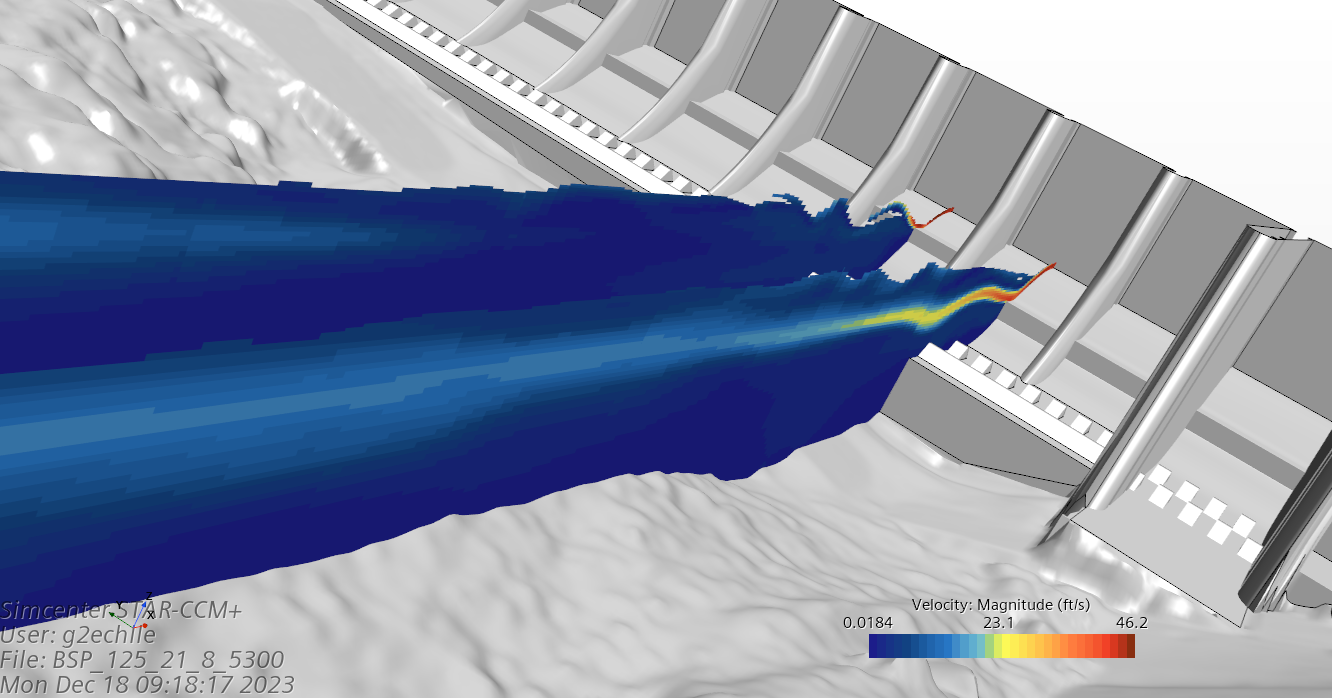 Velocity: Magnitude (ft/s)
0.0184 23.1 46.2
Simcenter STAR-CCM+
User: g2echlle
File: BSP_125_21_8_5300
Mon Dec 18 09:18:17 2023
Z
Y
X